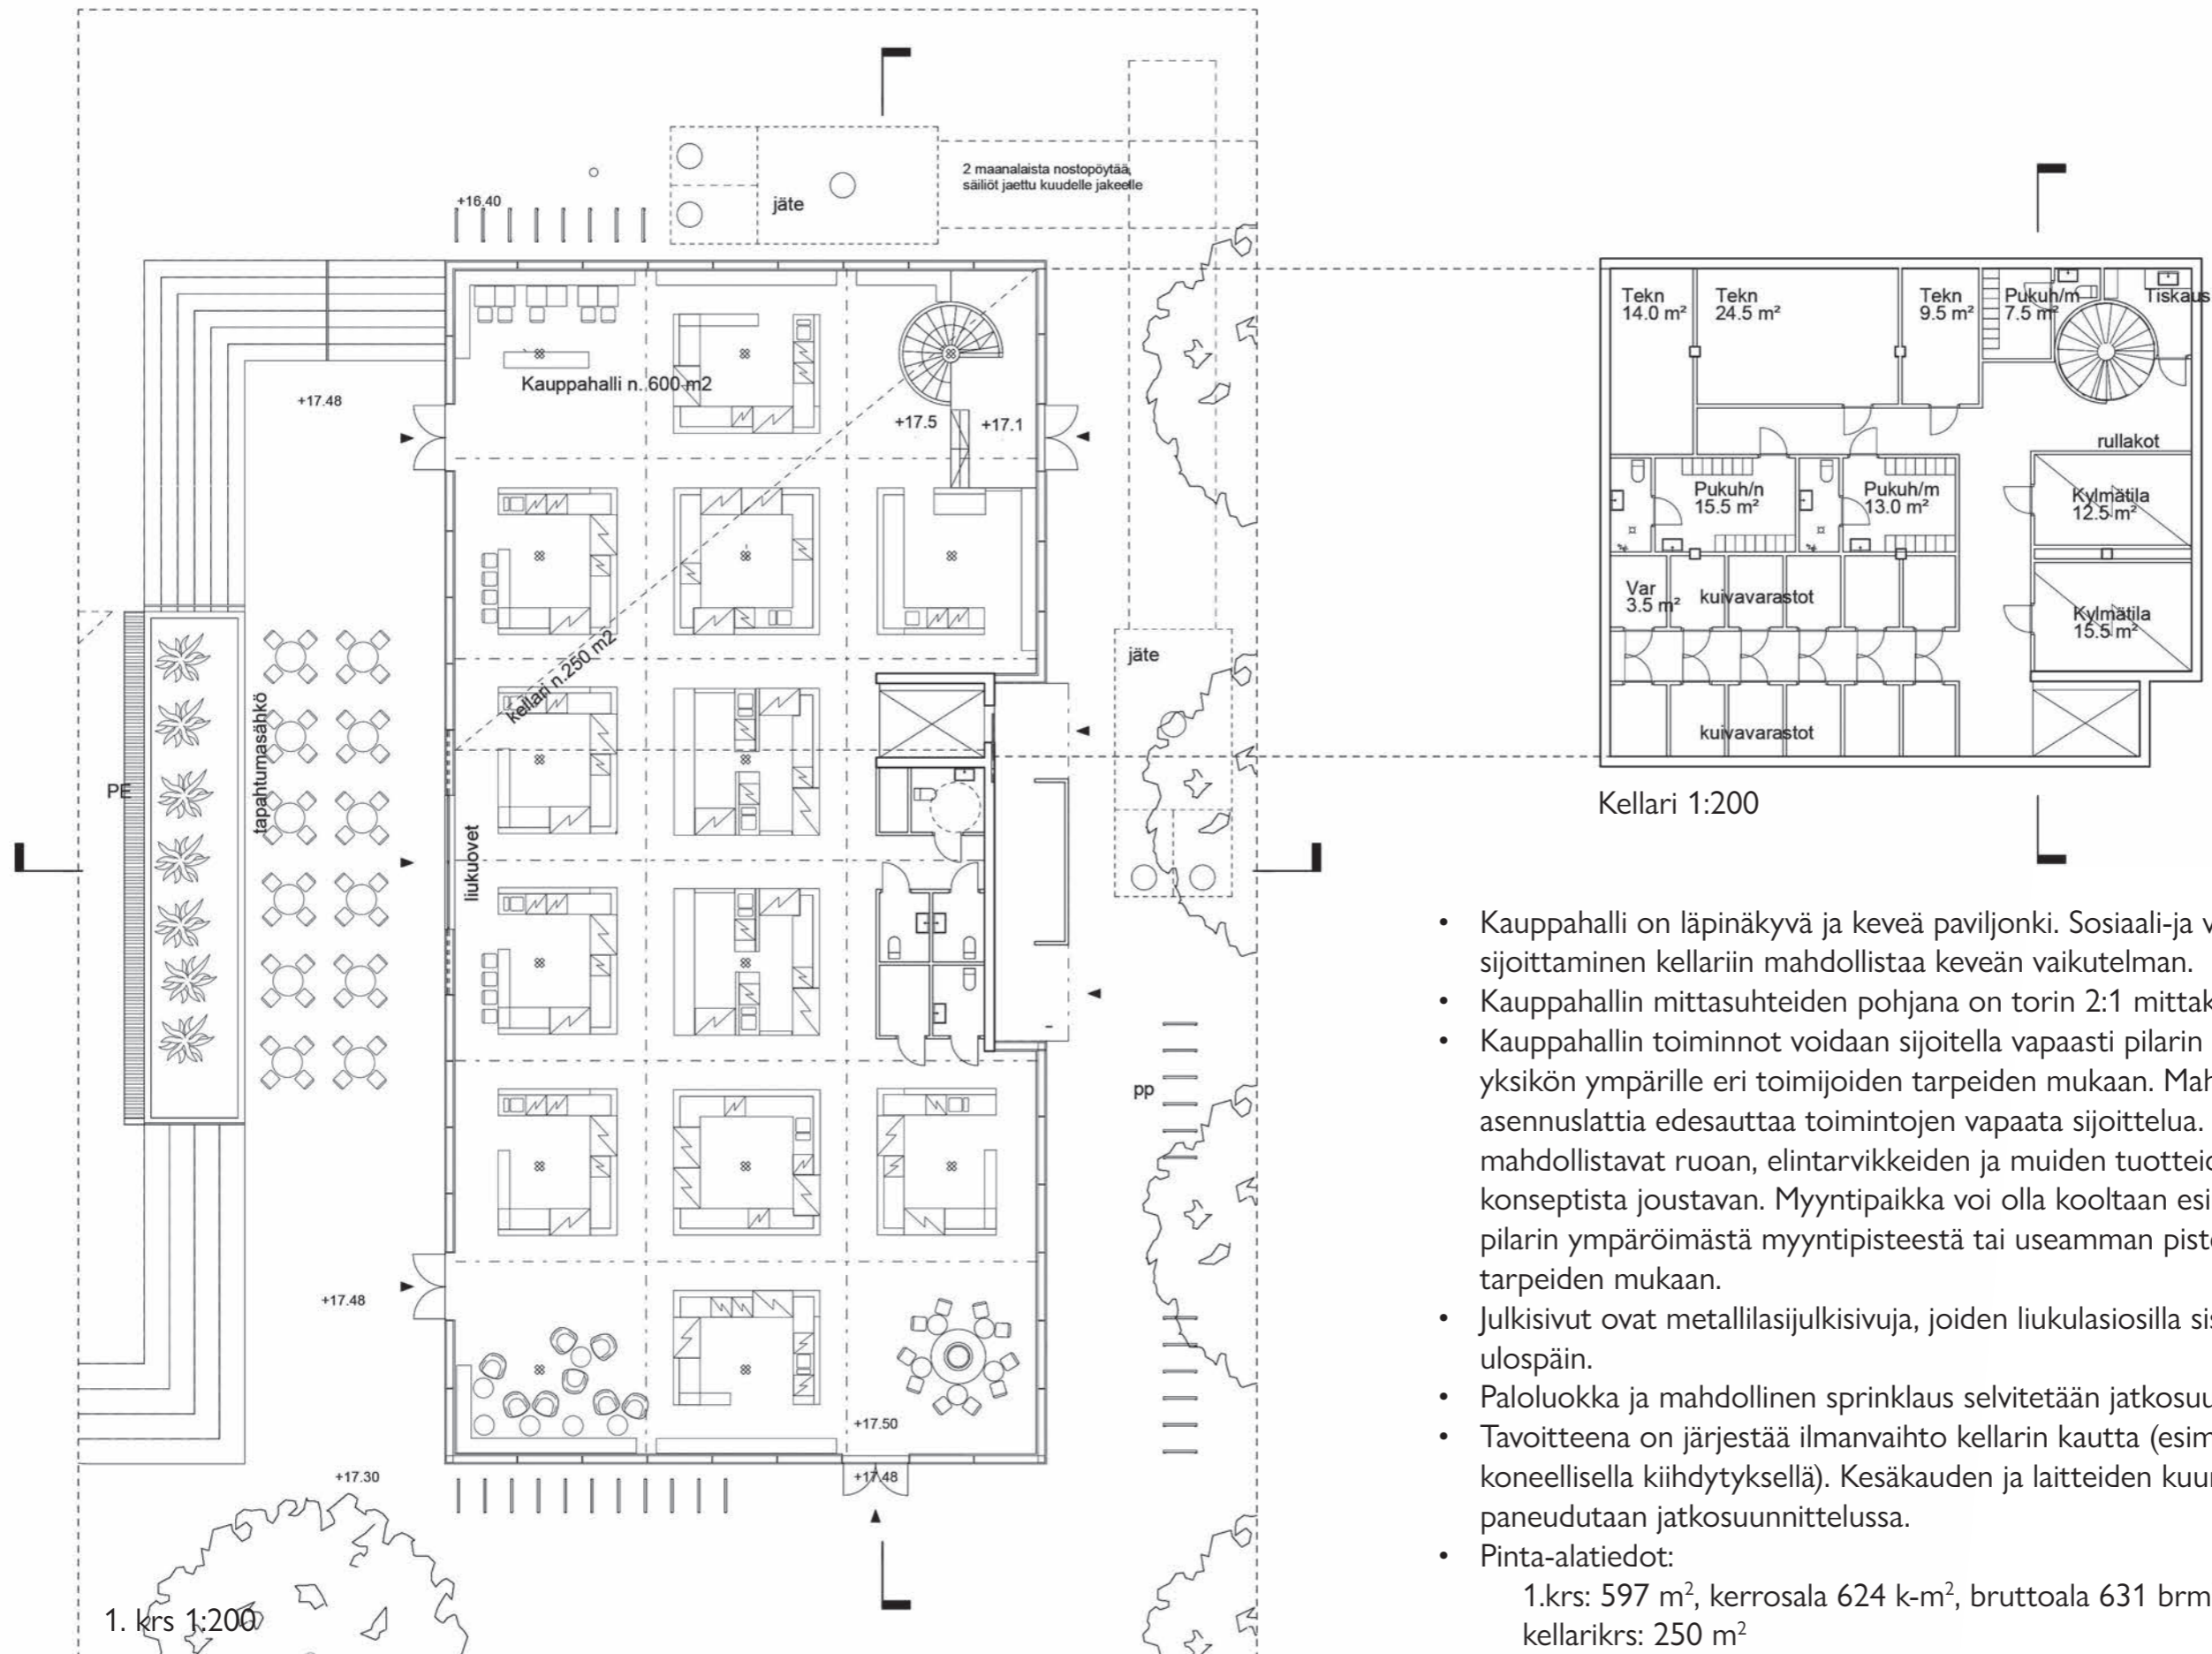 2 maanalaista nostopöytää,
säiliöt jaettu kuudelle jakeelle
jäte
+16.40
Kauppahalli n. 600 m2
+17.48
+17.5
+17.1
kellari n.250 m2
jäte
tapahtumasähkö
PE
liukuovet
pp
+17.48
+17.50
+17.30
+17.48
1. krs 1:200
Tekn
14.0 m²
Tekn
24.5 m²
Tekn
9.5 m²
Pukuh/m
7.5 m²
Tiskaus
rullakot
Pukuh/n
15.5 m²
Pukuh/m
13.0 m²
Kylmätila
12.5 m²
Var
3.5 m²
kuivavarastot
Kylmätila
15.5 m²
kuivavarastot
Kellari 1:200
• Kauppahalli on läpinäkyvä ja keveä paviljonki. Sosiaali-ja
sijoittaminen kellariin mahdollistaa keveän vaikutelman.
• Kauppahallin mittasuhteiden pohjana on torin 2:1
• Kauppahallin toiminnot voidaan sijoitella vapaasti pilarin
yksikön ympärille eri toimijoiden tarpeiden mukaan.
asennuslattia edesauttaa toimintojen vapaata sijoittelua.
mahdollistavat ruoan, elintarvikkeiden ja muiden
konseptista joustavan. Myyntipaikka voi olla kooltaan
pilarin ympäröimästä myyntipisteestä tai useamman
tarpeiden mukaan.
• Julkisivut ovat metallilasijulkisivuja, joiden liukulasiosilla
ulospäin.
• Paloluokka ja mahdollinen sprinklaus selvitetään
• Tavoitteena on järjestää ilmanvaihto kellarin kautta (esim
koneellisella kiihdytyksellä). Kesäkauden ja laitteiden
paneudutaan jatkosuunnittelussa.
• Pinta-alatiedot:
1.krs: 597 m², kerrosala 624 k-m², bruttoala 631 brm
kellarikrs: 250 m²